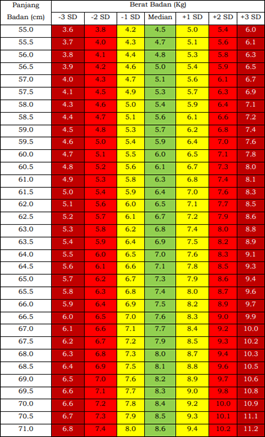 Panjang Badan (cm) Berat Badan (Kg)
-3 SD -2 SD -1 SD Median +1 SD +2 SD +3 SD
55.0 3.6 3.8 4.2 4.5 5.0 5.4 6.0
55.5 3.7 4.0 4.3 4.7 5.1 5.6 6.1
56.0 3.8 4.1 4.4 4.8 5.3 5.8 6.3
56.5 3.9 4.2 4.6 5.0 5.4 5.9 6.5
57.0 4.0 4.3 4.7 5.1 5.6 6.1 6.7
57.5 4.1 4.5 4.9 5.3 5.7 6.3 6.9
58.0 4.3 4.6 5.0 5.4 5.9 6.4 7.1
58.5 4.4 4.7 5.1 5.6 6.1 6.6 7.2
59.0 4.5 4.8 5.3 5.7 6.2 6.8 7.4
59.5 4.6 5.0 5.4 5.9 6.4 7.0 7.6
60.0 4.7 5.1 5.5 6.0 6.5 7.1 7.8
60.5 4.8 5.2 5.6 6.1 6.7 7.3 8.0
61.0 4.9 5.3 5.8 6.3 6.8 7.4 8.1
61.5 5.0 5.4 5.9 6.4 7.0 7.6 8.3
62.0 5.1 5.6 6.0 6.5 7.1 7.7 8.5
62.5 5.2 5.7 6.1 6.7 7.2 7.9 8.6
63.0 5.3 5.8 6.2 6.8 7.4 8.0 8.8
63.5 5.4 5.9 6.4 6.9 7.5 8.2 8.9
64.0 5.5 6.0 6.5 7.0 7.6 8.3 9.1
64.5 5.6 6.1 6.6 7.1 7.8 8.5 9.3
65.0 5.7 6.2 6.7 7.3 7.9 8.6 9.4
65.5 5.8 6.3 6.8 7.4 8.0 8.7 9.6
66.0 5.9 6.4 6.9 7.5 8.2 8.9 9.7
66.5 6.0 6.5 7.0 7.6 8.3 9.0 9.9
67.0 6.1 6.6 7.1 7.7 8.4 9.2 10.0
67.5 6.2 6.7 7.2 7.9 8.5 9.3 10.2
68.0 6.3 6.8 7.3 8.0 8.7 9.4 10.3
68.5 6.4 6.9 7.5 8.1 8.8 9.6 10.5
69.0 6.5 7.0 7.6 8.2 8.9 9.7 10.6
69.5 6.6 7.1 7.7 8.3 9.0 9.8 10.8
70.0 6.6 7.2 7.8 8.4 9.2 10.0 10.9
70.5 6.7 7.3 7.9 8.5 9.3 10.1 11.1
71.0 6.8 7.4 8.0 8.6 9.4 10.2 11.2